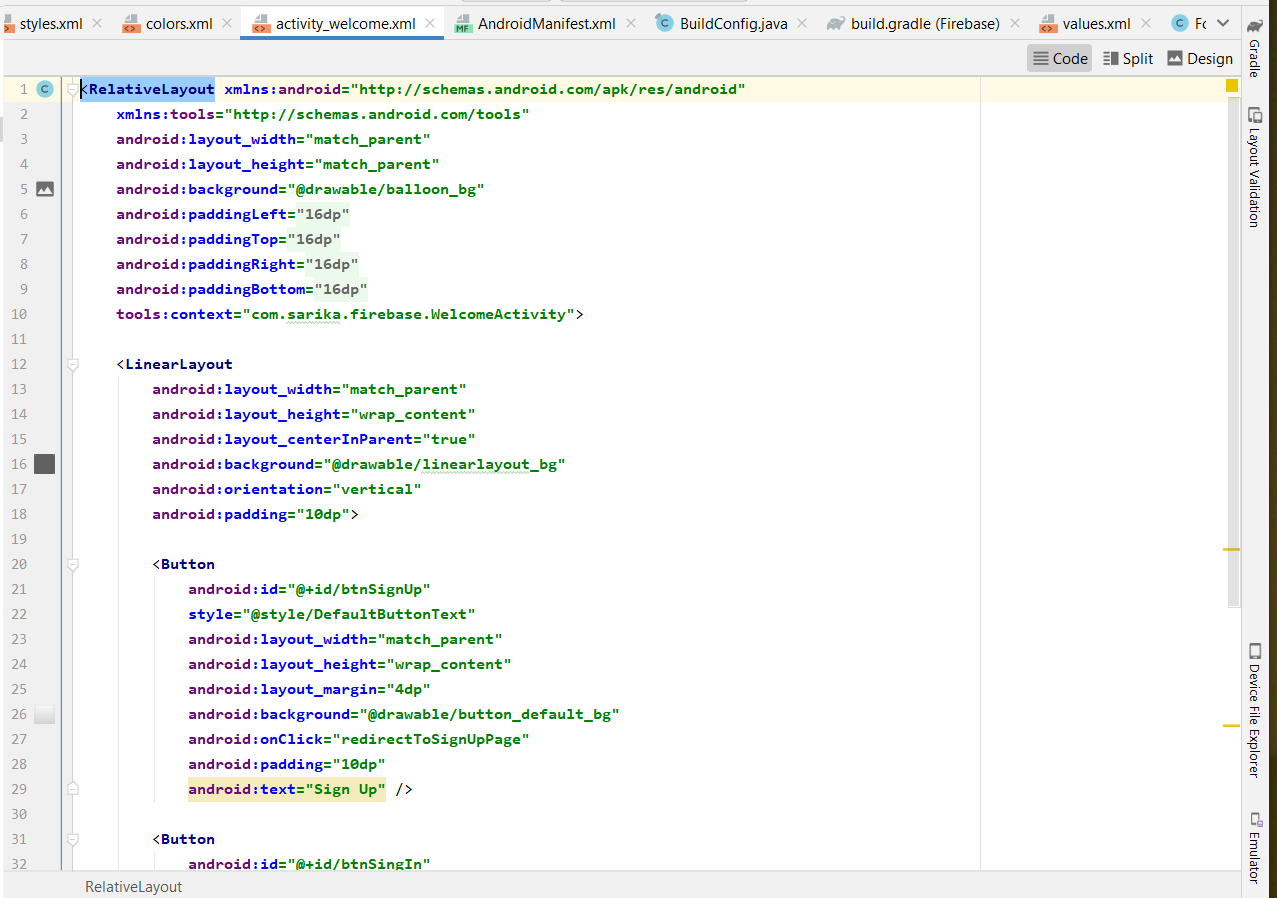 styles.xml colors.xml activity_welcome.xml AndroidManifest.xml BuildConfig.java build.gradle (Firebase) values.xml
Code Split Design
1 <RelativeLayout xmlns:android="http://schemas.android.com/apk/res/android"
2 xmlns:tools="http://schemas.android.com/tools"
3 android:layout_width="match_parent"
4 android:layout_height="match_parent"
5 android:background="@drawable/balloon_bg"
6 android:paddingLeft="16dp"
7 android:paddingTop="16dp"
8 android:paddingRight="16dp"
9 android:paddingBottom="16dp"
10 tools:context="com.sarika.firebase.WelcomeActivity">
11
12 <LinearLayout
13 android:layout_width="match_parent"
14 android:layout_height="wrap_content"
15 android:layout_centerInParent="true"
16 android:background="@drawable/linearlayout_bg"
17 android:orientation="vertical"
18 android:padding="10dp">
19
20 <Button
21 android:id="@+id/btnSignUp"
22 style="@style/DefaultButtonText"
23 android:layout_width="match_parent"
24 android:layout_height="wrap_content"
25 android:layout_margin="4dp"
26 android:background="@drawable/button_default_bg"
27 android:onClick="redirectToSignUpPage"
28 android:padding="10dp"
29 android:text="Sign Up" />
30
31 <Button
32 android:id="@+id/btnSingIn"
RelativeLayout
Gradle
Layout Validation
Device File Explorer
Emulator